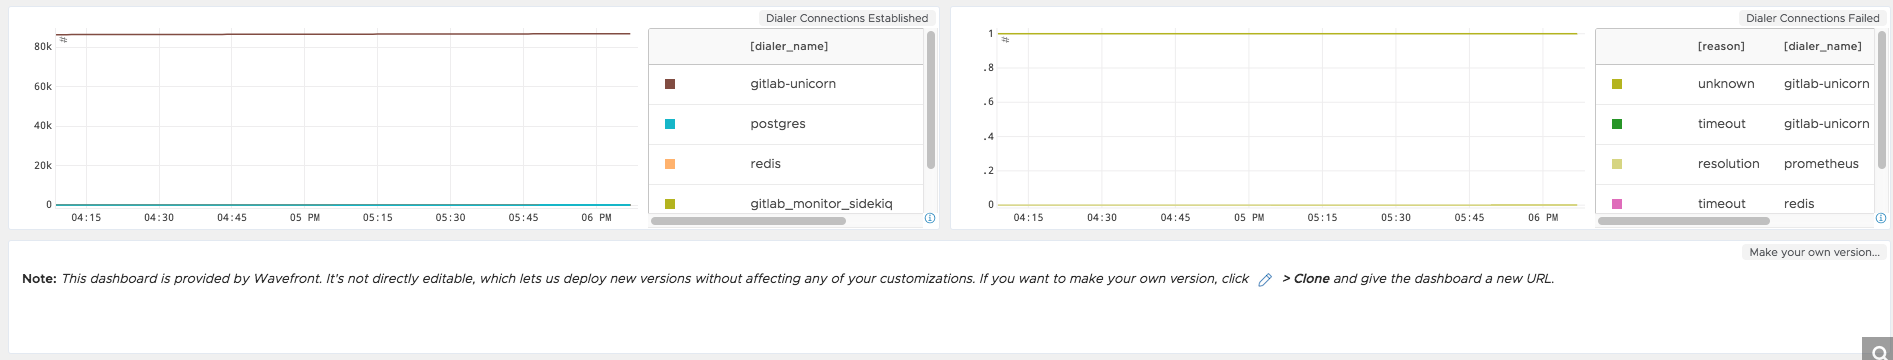 Dialer Connections Established
80k
60k
40k
20k
0
04:15 04:30 04:45 05 PM 05:15 05:30 05:45 06 PM
[dialer_name]
gitlab-unicorn
postgres
redis
gitlab_monitor_sidekiq
Dialer Connections Failed
1
.8
.6
.4
.2
0
04:15 04:30 04:45 05 PM 05:15 05:30 05:45 06 PM
[reason] [dialer_name]
unknown gitlab-unicorn
timeout gitlab-unicorn
resolution prometheus
timeout redis
Make your own version...
Note: This dashboard is provided by Wavefront. It's not directly editable, which lets us deploy new versions without affecting any of your customizations. If you want to make your own version, click > Clone and give the dashboard a new URL.